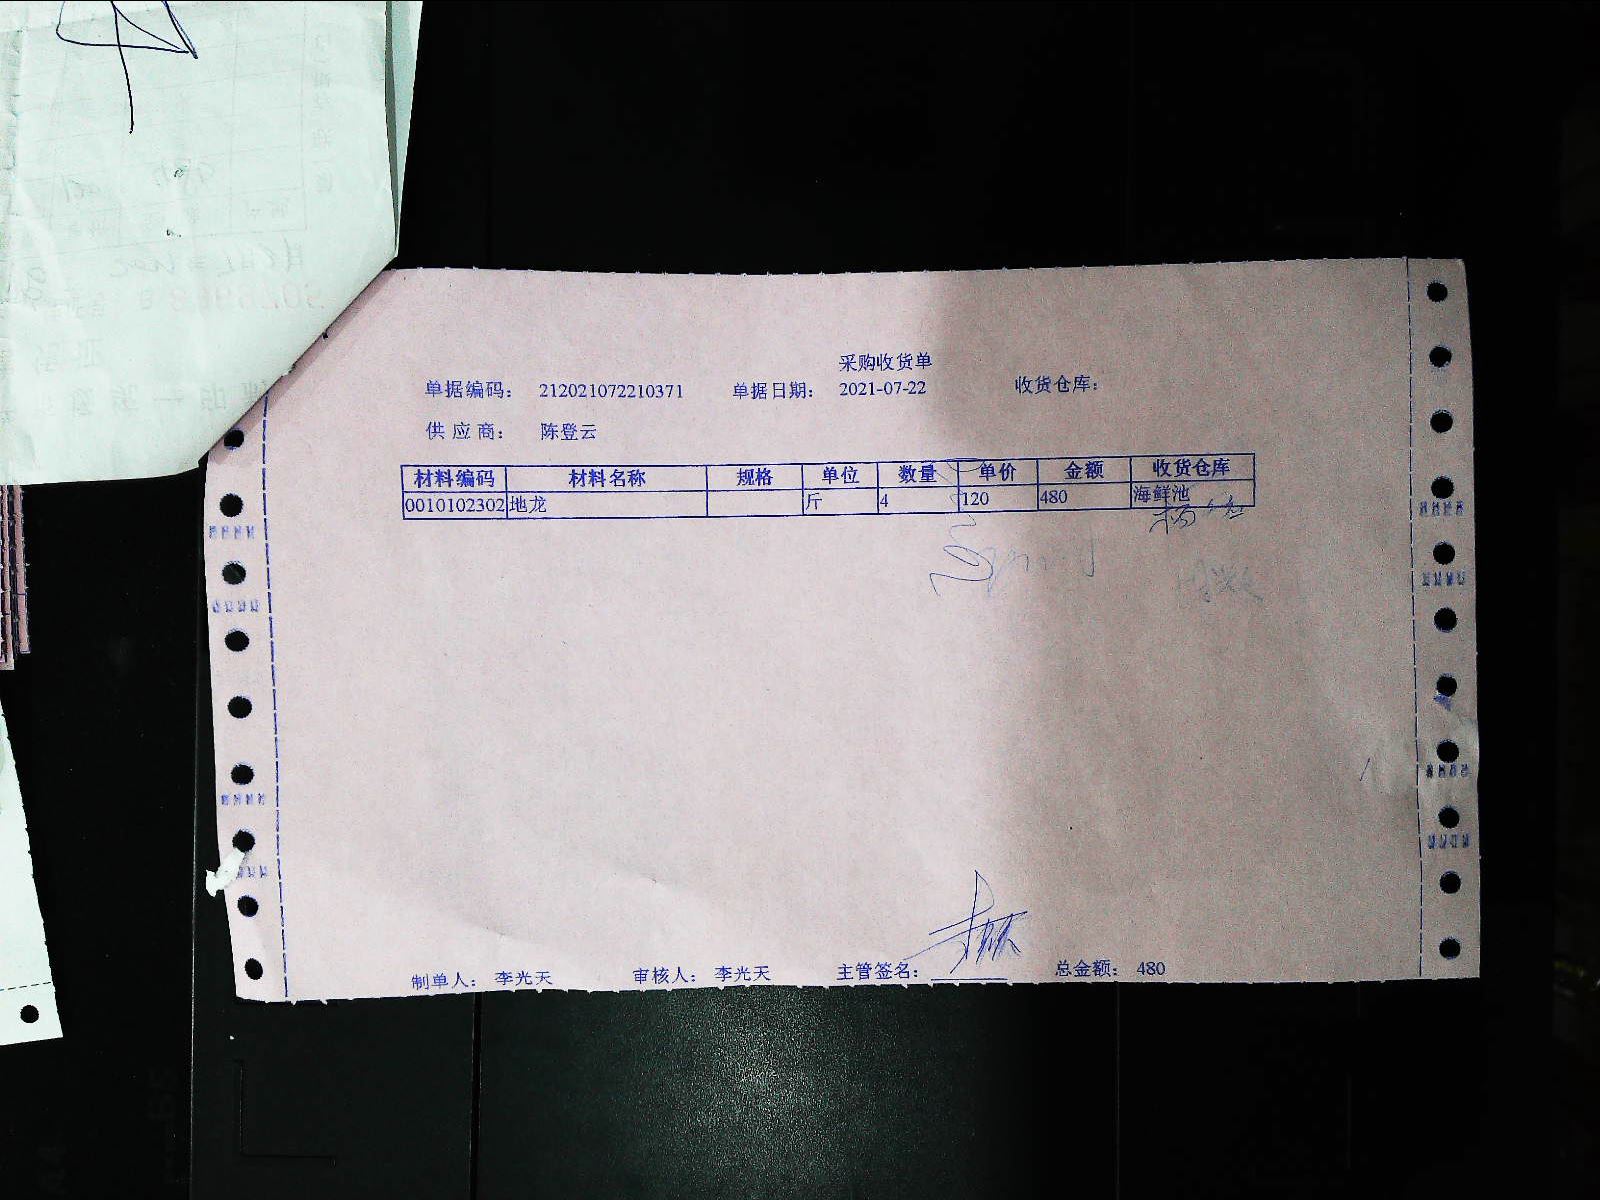 采购收货单
单据编码： 212021072210371 单据日期： 2021-07-22 收货仓库：
供 应 商： 陈登云
材料编码 材料名称 规格 单位 数量 单价 金额 收货仓库
0010102302 地龙 斤 4 120 480 海鲜池
制单人： 李光天 审核人： 李光天 主管签名： 总金额： 480